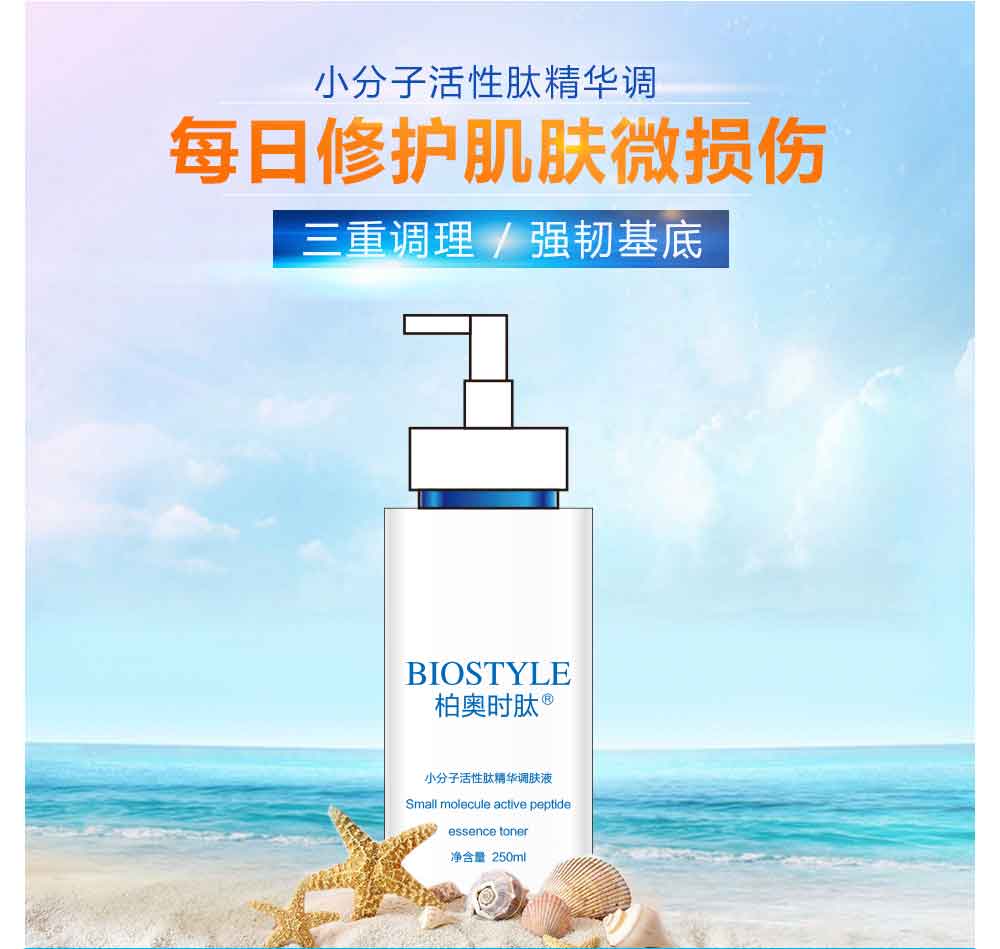 小分子活性肽精华调
每日修护肌肤微损伤
三重调理 / 强韧基底
BIOSTYLE
柏奥时肽®
小分子活性肽精华调肤液
Small molecule active peptide
essence toner
净含量 250ml